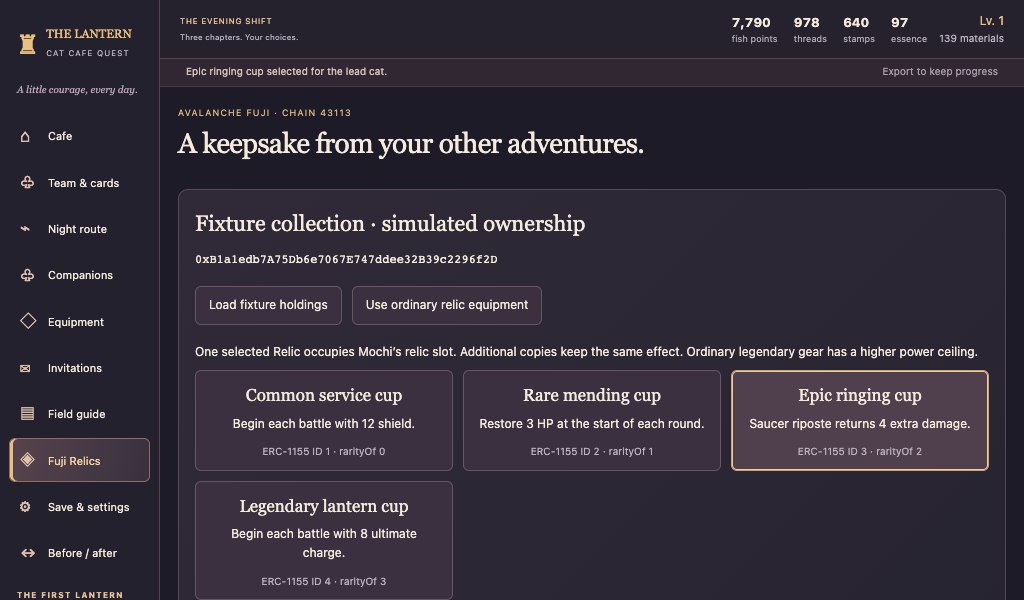 THE LANTERN
CAT CAFE QUEST
A little courage, every day.
Cafe
Team & cards
Night route
Companions
Equipment
Invitations
Field guide
Fuji Relics
Save & settings
Before / after
THE FIRST LANTERN
THE EVENING SHIFT
Three chapters. Your choices.
7,790 978 640 97 Lv. 1
fish points threads stamps essence 139 materials
Epic ringing cup selected for the lead cat.
Export to keep progress
AVALANCHE FUJI · CHAIN 43113
A keepsake from your other adventures.
Fixture collection · simulated ownership
0xB1a1edb7A75Db6e7067E747ddee32B39c2296f2D
Load fixture holdings
Use ordinary relic equipment
One selected Relic occupies Mochi's relic slot. Additional copies keep the same effect. Ordinary legendary gear has a higher power ceiling.
Common service cup
Begin each battle with 12 shield.
ERC-1155 ID 1 · rarityOf 0
Rare mending cup
Restore 3 HP at the start of each round.
ERC-1155 ID 2 · rarityOf 1
Epic ringing cup
Saucer riposte returns 4 extra damage.
ERC-1155 ID 3 · rarityOf 2
Legendary lantern cup
Begin each battle with 8 ultimate
charge.
ERC-1155 ID 4 · rarityOf 3